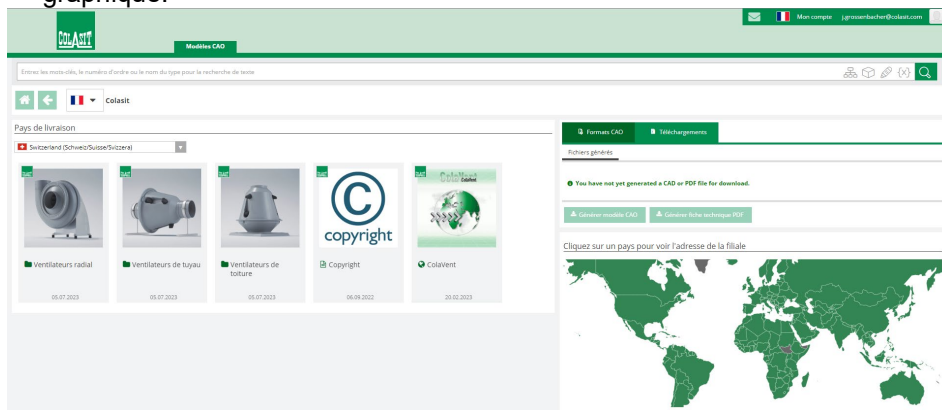 graphique.
Mon compte j.grossenbacher@colasit.com
COLASIT
Modèles CAO
Entrez les mots-clés, le numéro d'ordre ou le nom du type pour la recherche de texte
Colasit
Pays de livraison
Switzerland (Schweiz/Suisse/Svizzera)
Formats CAO Téléchargements
Fichiers générés
You have not yet generated a CAD or PDF file for download.
Générer modèle CAO Générer fiche technique PDF
Cliquez sur un pays pour voir l'adresse de la filiale
ColaVent
copyright
Ventilateurs radial
Ventilateurs de tuyau
Ventilateurs de toiture
Copyright
ColaVent
05.07.2023
05.07.2023
05.07.2023
06.09.2022
20.02.2023